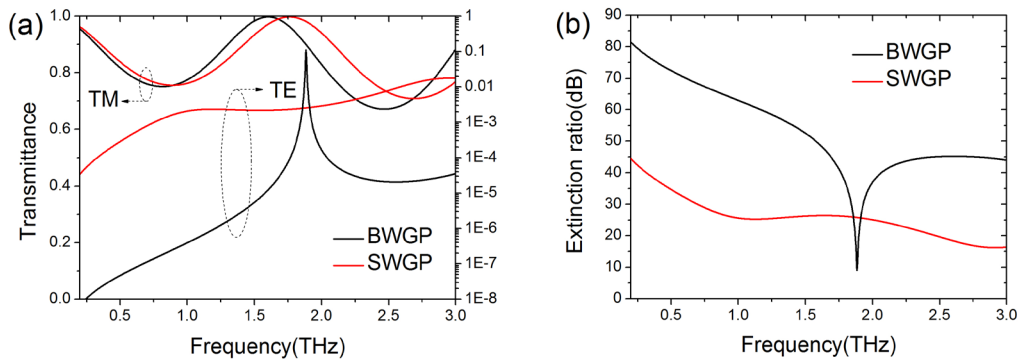 (a)
Transmittance
1.0
0.8
0.6
0.4
0.2
0.0
1
0.1
0.01
1E-3
1E-4
1E-5
1E-6
1E-7
1E-8
TM
TE
BWGP
SWGP
0.5 1.0 1.5 2.0 2.5 3.0
Frequency(THz)
(b)
Extinction ratio(dB)
90
80
70
60
50
40
30
20
10
0
BWGP
SWGP
0.5 1.0 1.5 2.0 2.5 3.0
Frequency(THz)